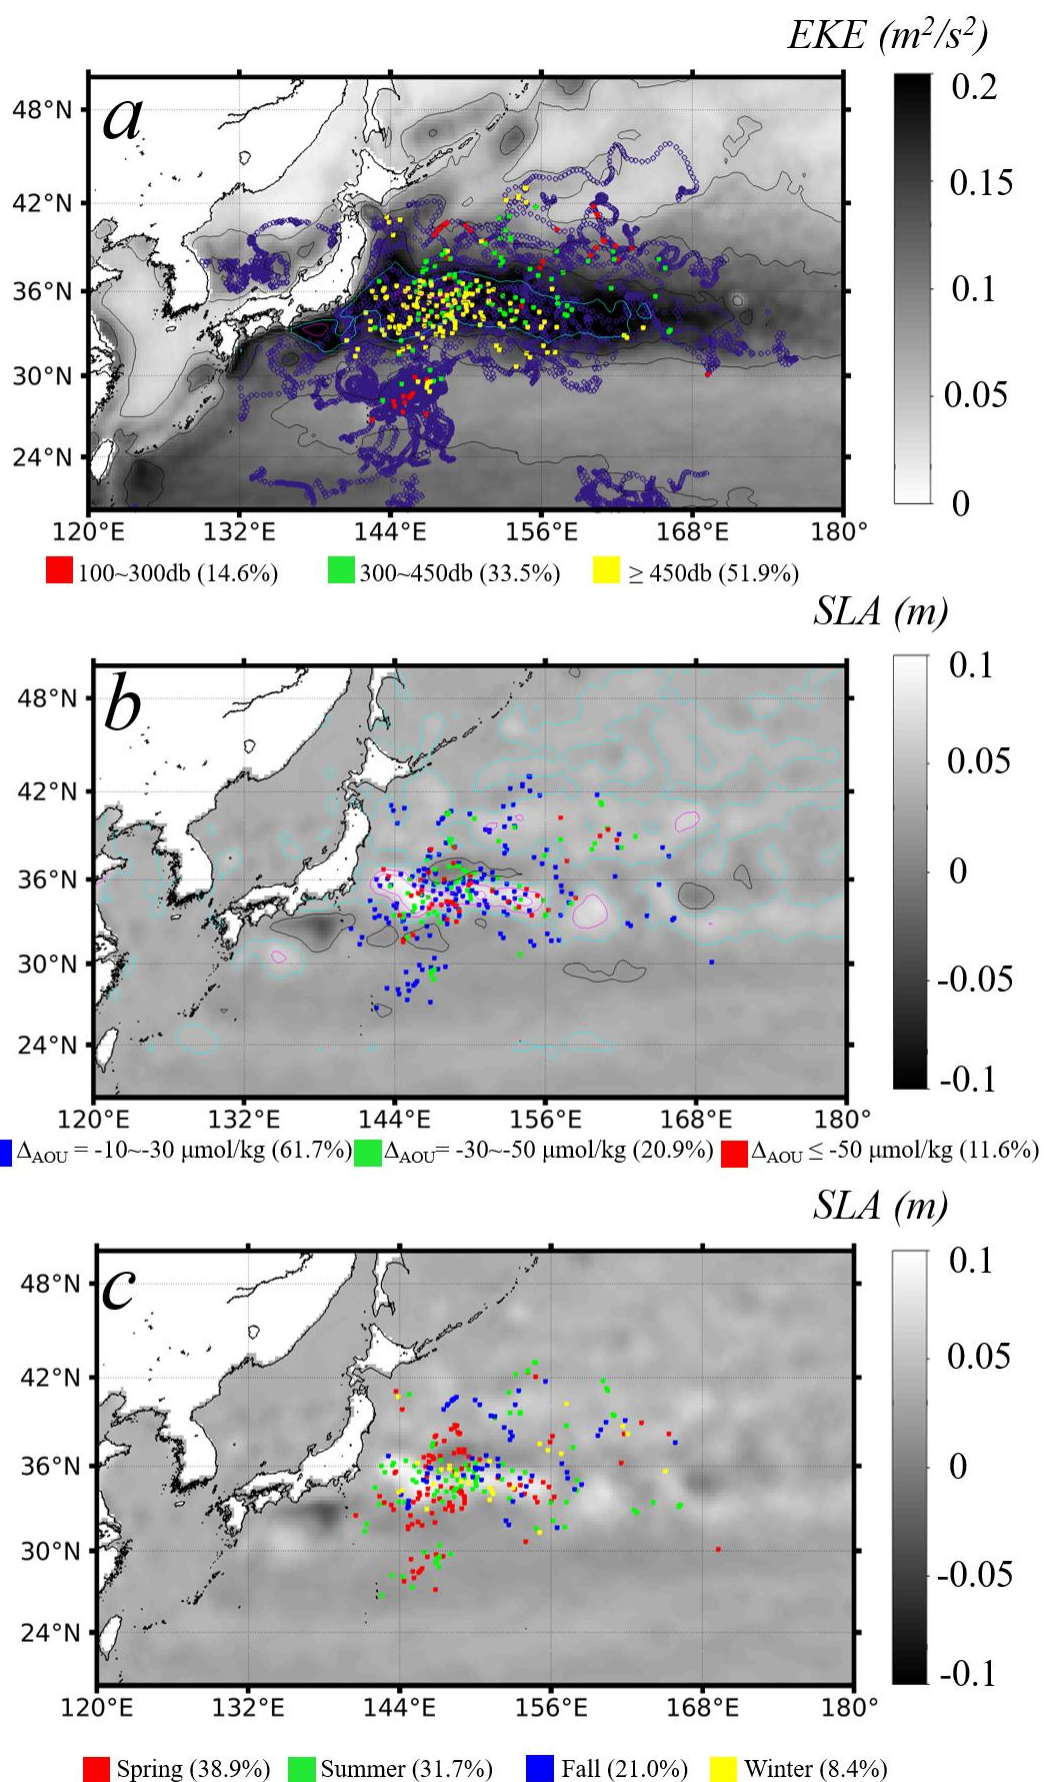 EKE (m²/s²)
a
48°N
42°N
36°N
30°N
24°N
120°E 132°E 144°E 156°E 168°E 180°
0.2
0.15
0.1
0.05
0
100~300db (14.6%) 300~450db (33.5%) ≥ 450db (51.9%)
SLA (m)
b
48°N
42°N
36°N
30°N
24°N
120°E 132°E 144°E 156°E 168°E 180°
0.1
0.05
0
-0.05
-0.1
ΔAOU = -10~-30 μmol/kg (61.7%) ΔAOU= -30~-50 μmol/kg (20.9%) ΔAOU ≤ -50 μmol/kg (11.6%)
SLA (m)
c
48°N
42°N
36°N
30°N
24°N
120°E 132°E 144°E 156°E 168°E 180°
0.1
0.05
0
-0.05
-0.1
Spring (38.9%) Summer (31.7%) Fall (21.0%) Winter (8.4%)